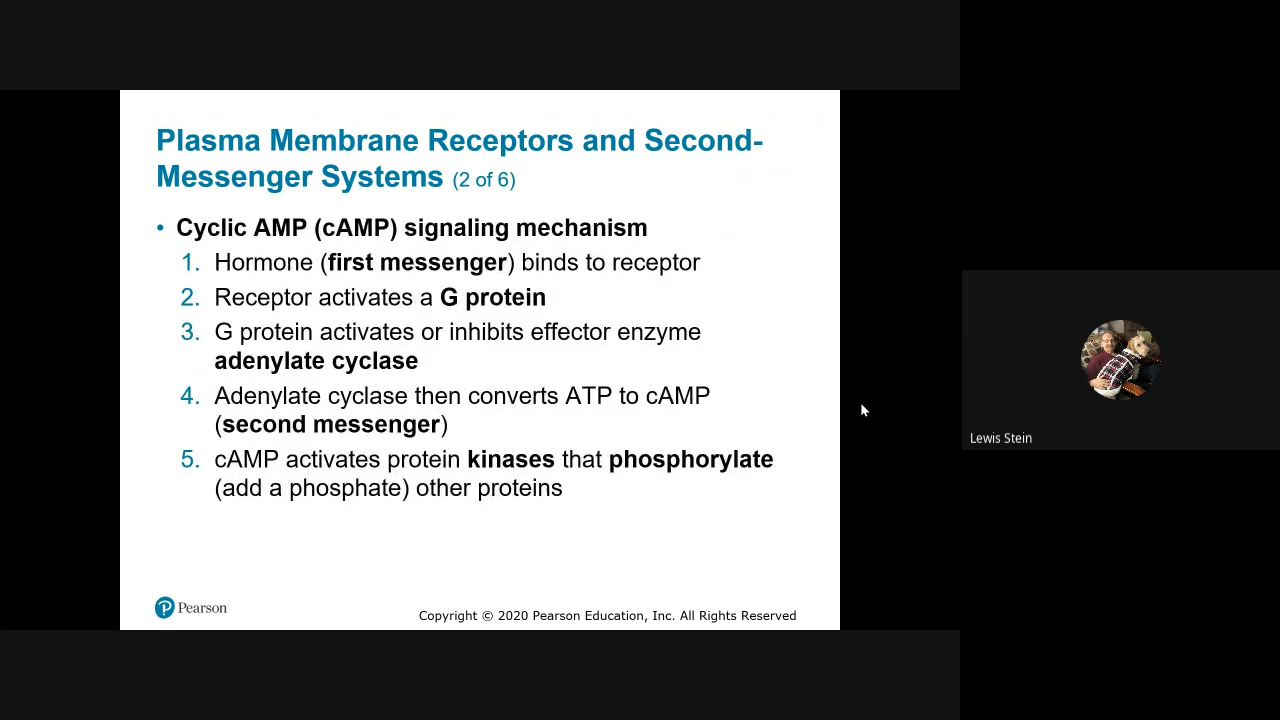 Plasma Membrane Receptors and Second-
Messenger Systems (2 of 6)
• Cyclic AMP (cAMP) signaling mechanism
1. Hormone (first messenger) binds to receptor
2. Receptor activates a G protein
3. G protein activates or inhibits effector enzyme
adenylate cyclase
4. Adenylate cyclase then converts ATP to cAMP
(second messenger)
5. cAMP activates protein kinases that phosphorylate
(add a phosphate) other proteins
Pearson
Copyright © 2020 Pearson Education, Inc. All Rights Reserved
Lewis Stein